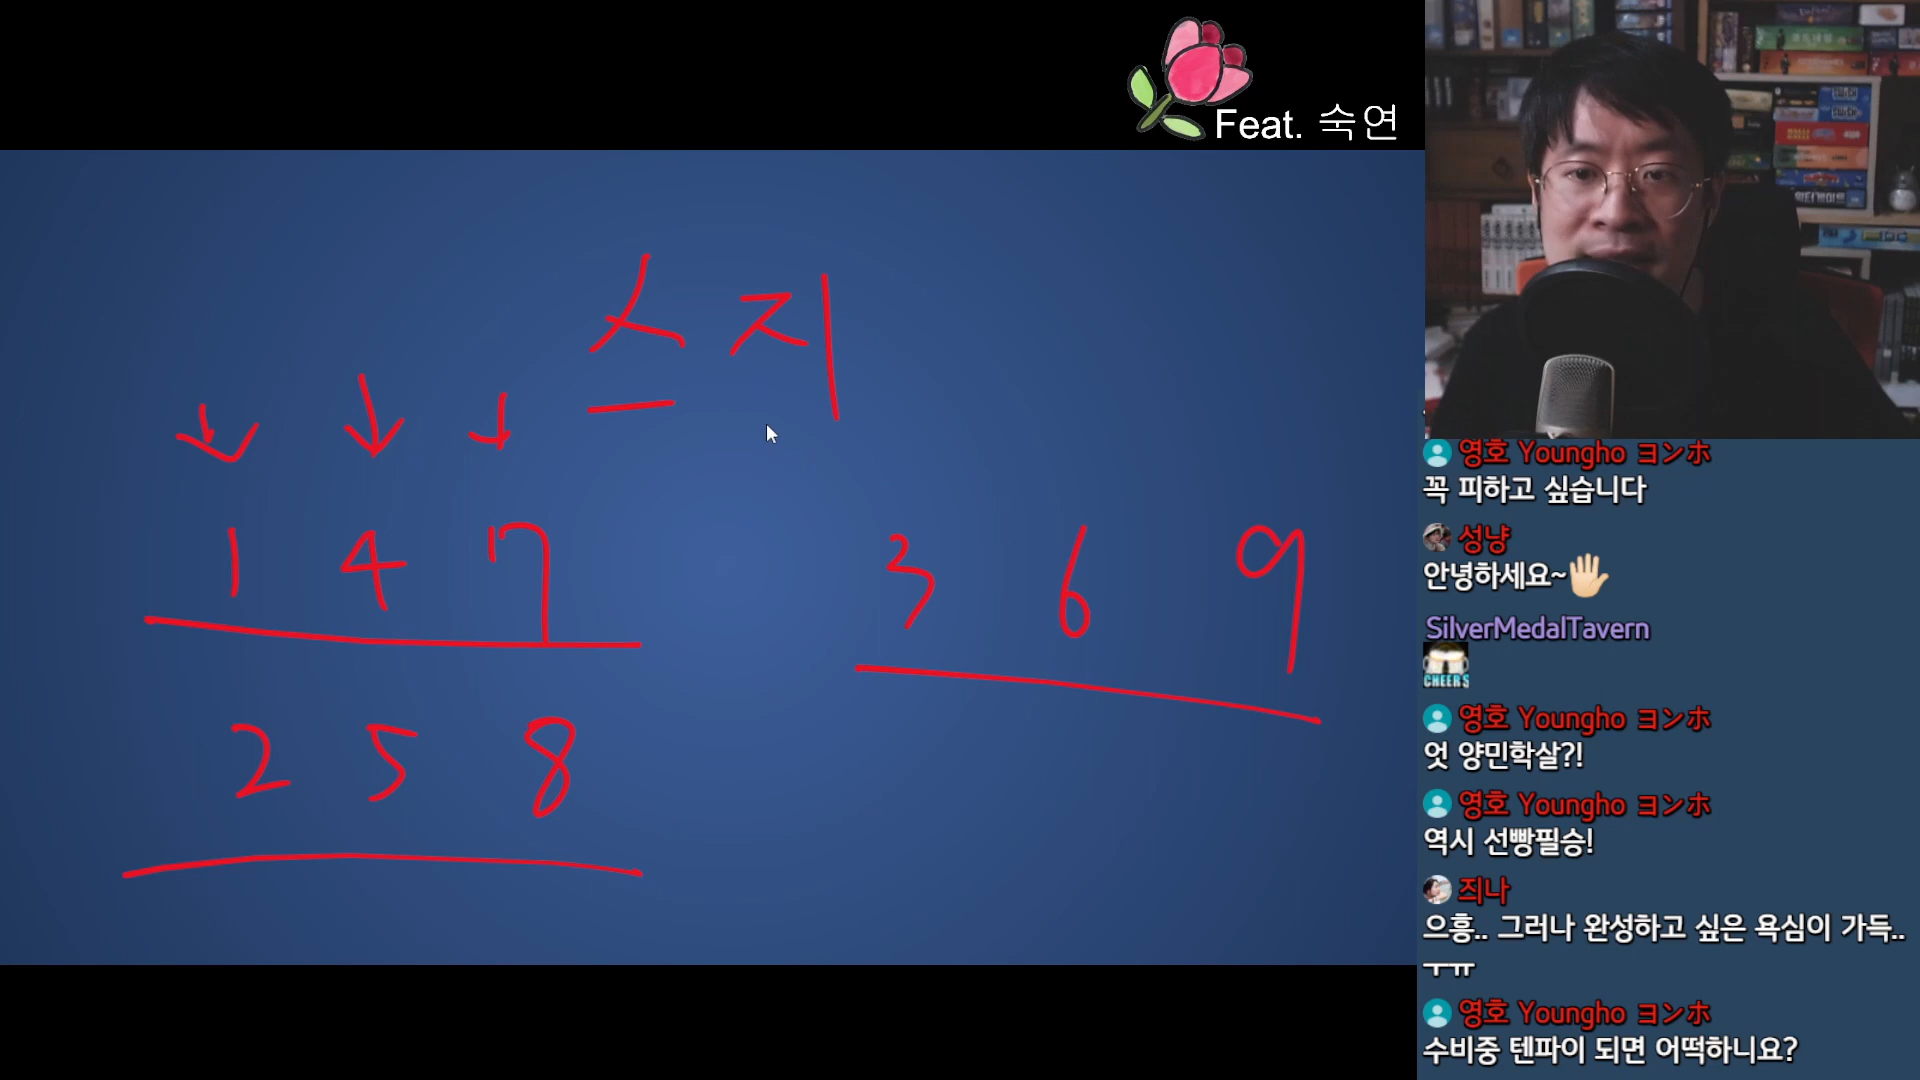 Feat. 숙연
스지
1 4 7
2 5 8
3 6 9
영호 Youngho ヨンホ
꼭 피하고 싶습니다
성냥
안녕하세요~
SilverMedalTavern
CHEERS
영호 Youngho ヨンホ
엇 양민학살?!
영호 Youngho ヨンホ
역시 선빵필승!
즤나
으흥.. 그러나 완성하고 싶은 욕심이 가득..
ㅜㅠ
영호 Youngho ヨンホ
수비중 텐파이 되면 어떡하니요?